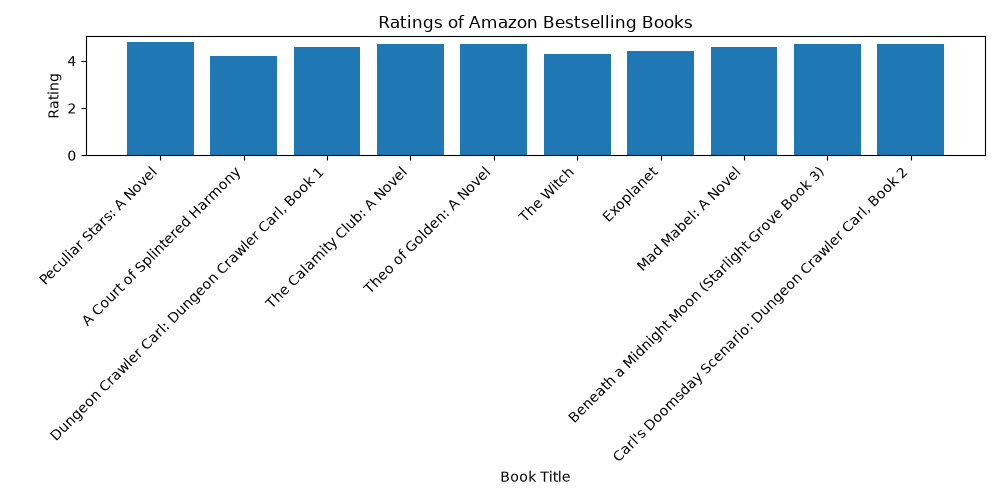 Ratings of Amazon Bestselling Books
Rating
4
2
0
Peculiar Stars: A Novel
A Court of Splintered Harmony
Dungeon Crawler Carl: Dungeon Crawler Carl, Book 1
The Calamity Club: A Novel
Theo of Golden: A Novel
The Witch
Exoplanet
Mad Mabel: A Novel
Beneath a Midnight Moon (Starlight Grove Book 3)
Carl's Doomsday Scenario: Dungeon Crawler Carl, Book 2
Book Title